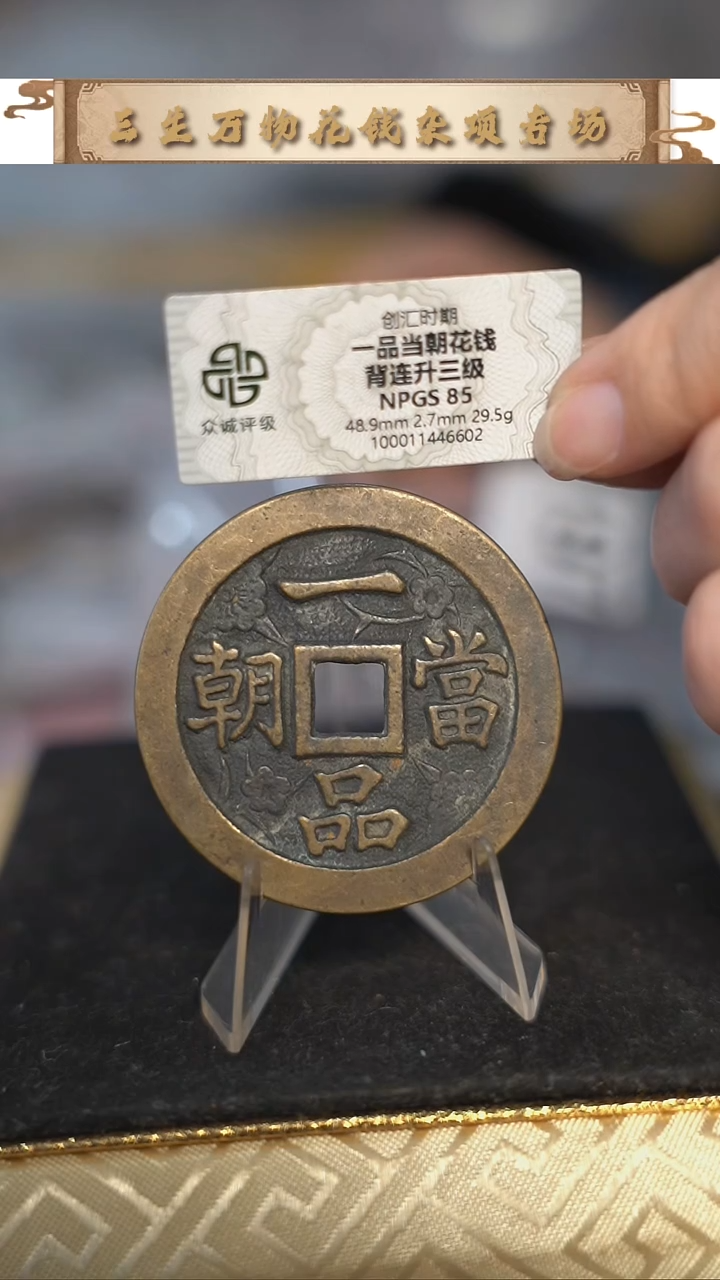 三生万物花钱杂项专场
创汇时期
一品当朝花钱
背连升三级
NPGS 85
48.9mm 2.7mm 29.5g
100011446602
众诚评级
一
朝 當
品